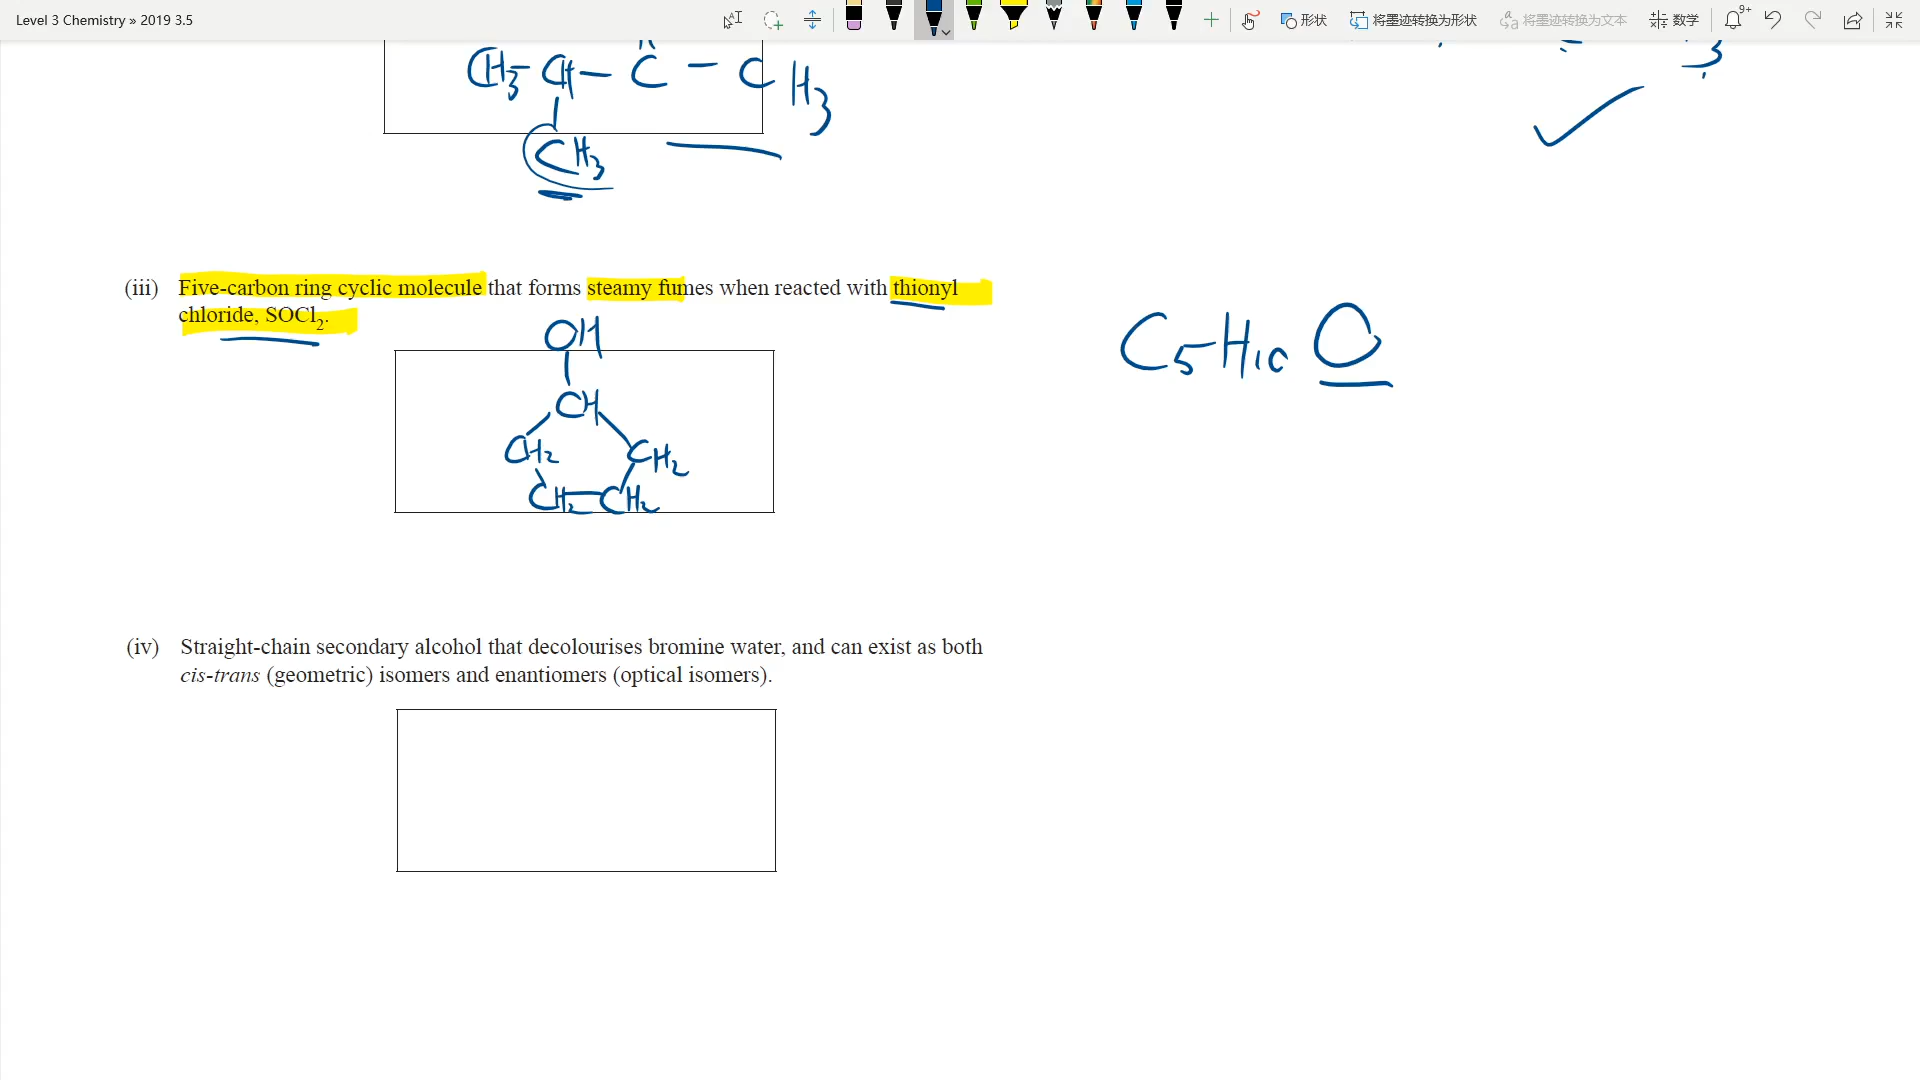 Level 3 Chemistry » 2019 3.5
形状
将墨迹转换为形状
将墨迹转换为文本
数学
9+
CH3-CH-C-CH3
CH3
(iii) Five-carbon ring cyclic molecule that forms steamy fumes when reacted with thionyl
chloride, SOCl2.
OH
CH
CH2 CH2
CH2-CH2
C5H10O
(iv) Straight-chain secondary alcohol that decolourises bromine water, and can exist as both
cis-trans (geometric) isomers and enantiomers (optical isomers).